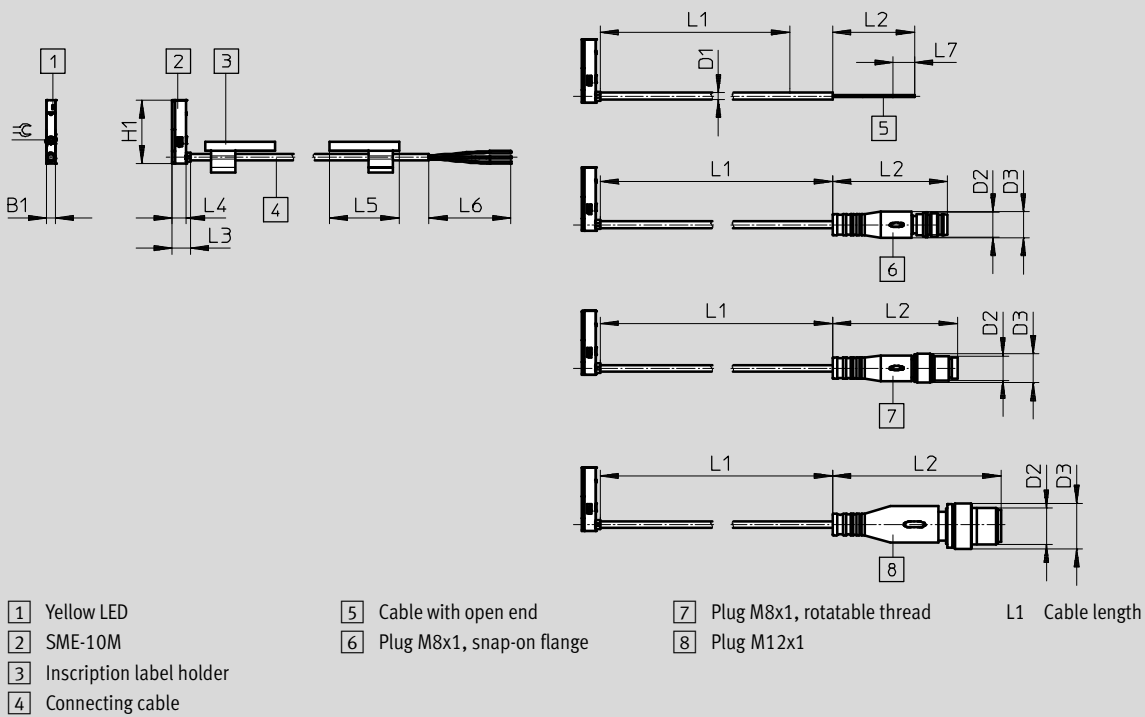 1
2
3
H1
B1
L4
L3
4
L5
L6
L1
L2
D1
L7
5
L1
L2
D2
D3
6
L1
L2
D2
D3
7
L1
L2
D2
D3
8
1 Yellow LED
2 SME-10M
3 Inscription label holder
4 Connecting cable
5 Cable with open end
6 Plug M8x1, snap-on flange
7 Plug M8x1, rotatable thread
8 Plug M12x1
L1 Cable length